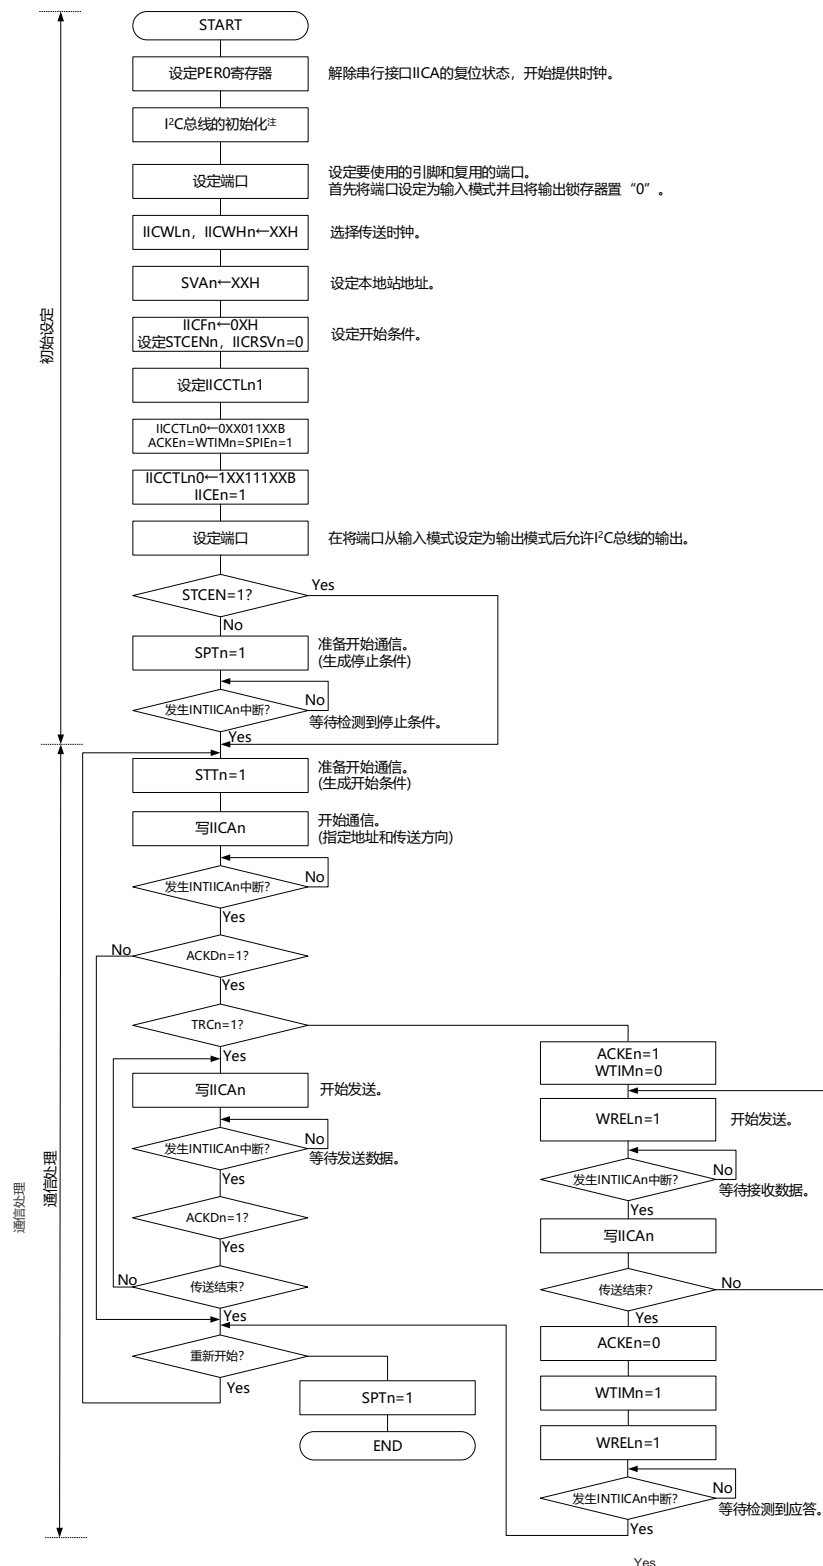 START
设定PER0寄存器
解除串行接口IICA的复位状态，开始提供时钟。
I²C总线的初始化注
设定端口
设定要使用的引脚和复用的端口。
首先将端口设定为输入模式并且将输出锁存器置“0”。
IICWLn，IICWHn←XXH
选择传送时钟。
SVAn←XXH
设定本地站地址。
初始设定
IICFn←0XH
设定STCENn，IICRSVn=0
设定开始条件。
设定IICCTLn1
IICCTLn0←0XX011XXB
ACKEn=WTIMn=SPIEn=1
IICCTLn0←1XX111XXB
IICEn=1
设定端口
在将端口从输入模式设定为输出模式后允许I²C总线的输出。
STCEN=1?
Yes
No
SPTn=1
准备开始通信。
(生成停止条件)
发生INTIICAn中断?
No
等待检测到停止条件。
Yes
STTn=1
准备开始通信。
(生成开始条件)
写IICAn
开始通信。
(指定地址和传送方向)
发生INTIICAn中断?
No
Yes
ACKDn=1?
No
Yes
TRCn=1?
Yes
写IICAn
开始发送。
发生INTIICAn中断?
No
等待发送数据。
Yes
ACKDn=1?
Yes
传送结束?
No
Yes
重新开始?
Yes
SPTn=1
END
ACKEn=1
WTIMn=0
WRELn=1
开始发送。
发生INTIICAn中断?
No
等待接收数据。
Yes
写IICAn
传送结束?
No
Yes
ACKEn=0
WTIMn=1
WRELn=1
发生INTIICAn中断?
No
等待检测到应答。
Yes
通信处理
通信处理
Yes